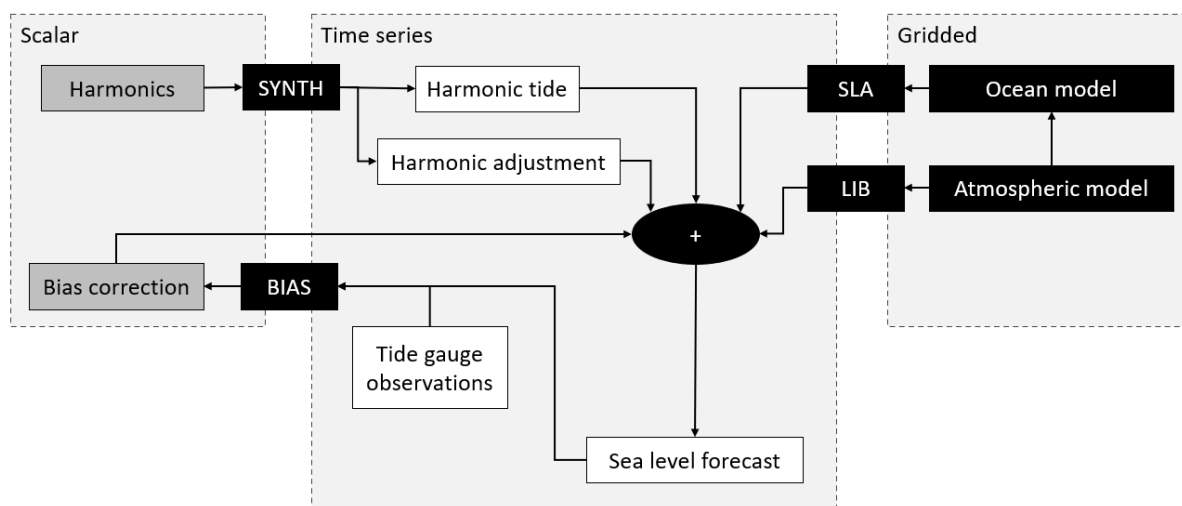 Scalar
Time series
Gridded
Harmonics
SYNTH
Harmonic tide
SLA
Ocean model
Harmonic adjustment
LIB
Atmospheric model
+
Bias correction
BIAS
Tide gauge
observations
Sea level forecast